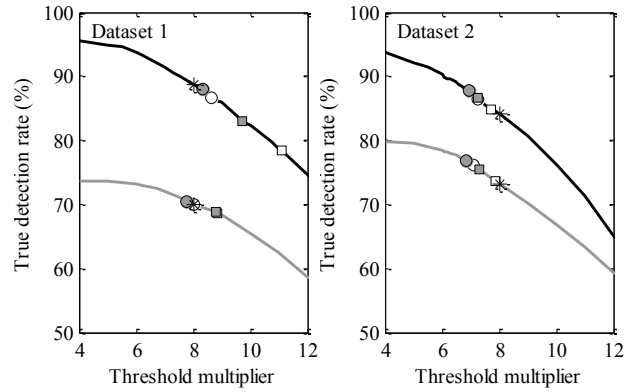 Dataset 1
True detection rate (%)
100
90
80
70
60
50
4 6 8 10 12
Threshold multiplier
Dataset 2
True detection rate (%)
100
90
80
70
60
50
4 6 8 10 12
Threshold multiplier